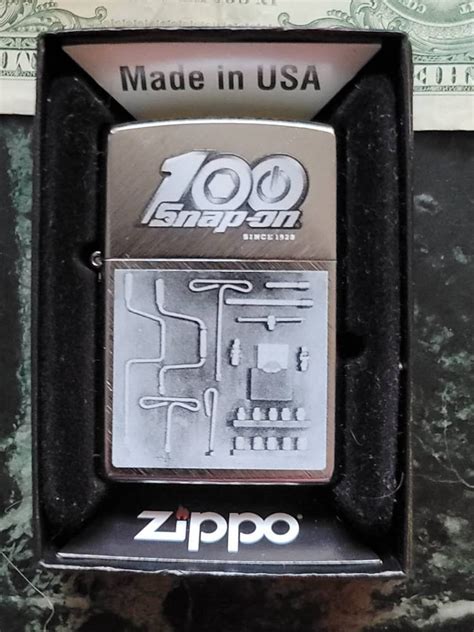 Made in USA
100
Snap-on
SINCE 1920
zippo